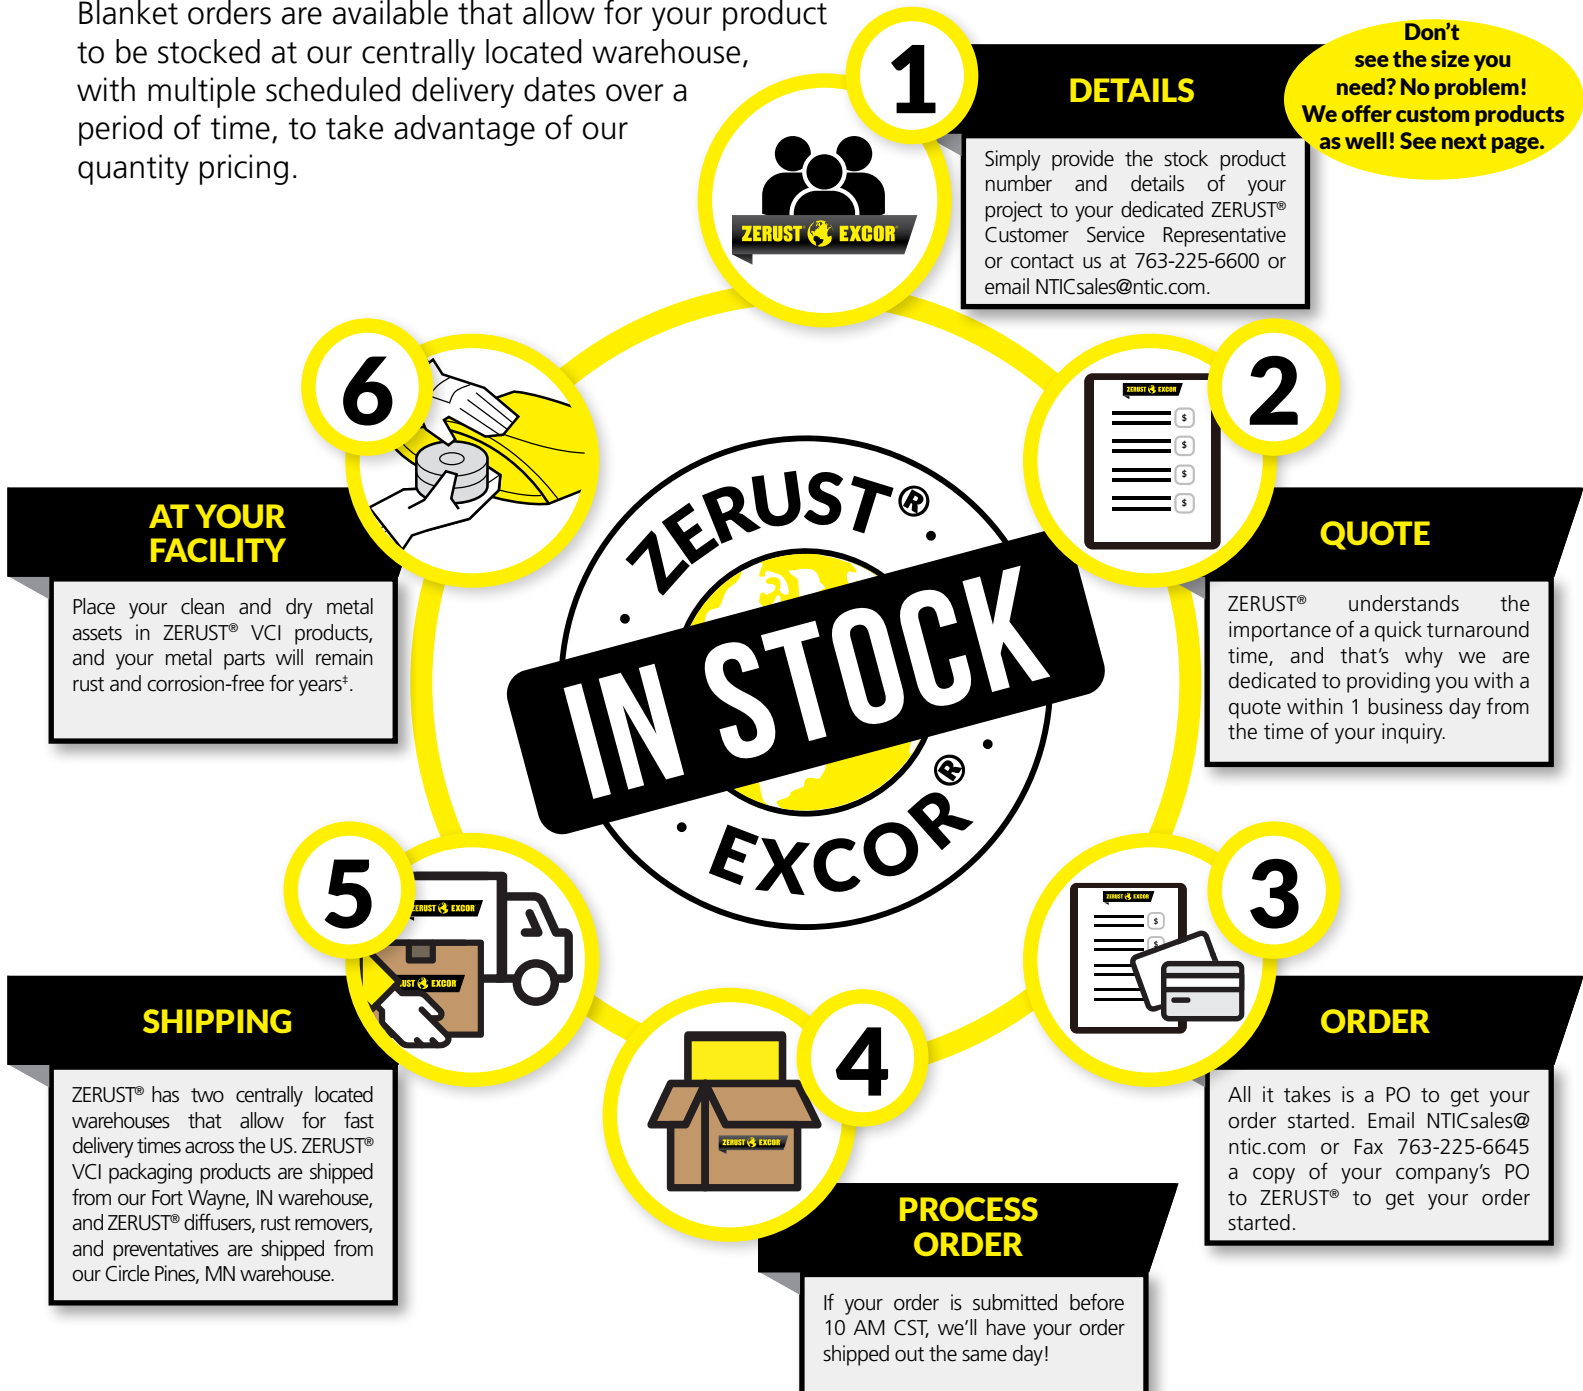 Blanket orders are available that allow for your product
to be stocked at our centrally located warehouse,
with multiple scheduled delivery dates over a
period of time, to take advantage of our
quantity pricing.
Don't
see the size you
need? No problem!
We offer custom products
as well! See next page.
1
DETAILS
Simply provide the stock product
number and details of your
project to your dedicated ZERUST®
Customer Service Representative
or contact us at 763-225-6600 or
email NTICsales@ntic.com.
ZERUST EXCOR
2
ZERUST EXCOR
$
$
$
$
QUOTE
ZERUST® understands the
importance of a quick turnaround
time, and that's why we are
dedicated to providing you with a
quote within 1 business day from
the time of your inquiry.
3
ZERUST EXCOR
$
$
ORDER
All it takes is a PO to get your
order started. Email NTICsales@
ntic.com or Fax 763-225-6645
a copy of your company's PO
to ZERUST® to get your order
started.
4
ZERUST EXCOR
PROCESS
ORDER
If your order is submitted before
10 AM CST, we'll have your order
shipped out the same day!
5
ZERUST EXCOR
UST EXCOR
SHIPPING
ZERUST® has two centrally located
warehouses that allow for fast
delivery times across the US. ZERUST®
VCI packaging products are shipped
from our Fort Wayne, IN warehouse,
and ZERUST® diffusers, rust removers,
and preventatives are shipped from
our Circle Pines, MN warehouse.
6
AT YOUR
FACILITY
Place your clean and dry metal
assets in ZERUST® VCI products,
and your metal parts will remain
rust and corrosion-free for years‡.
ZERUST®
IN STOCK
EXCOR®